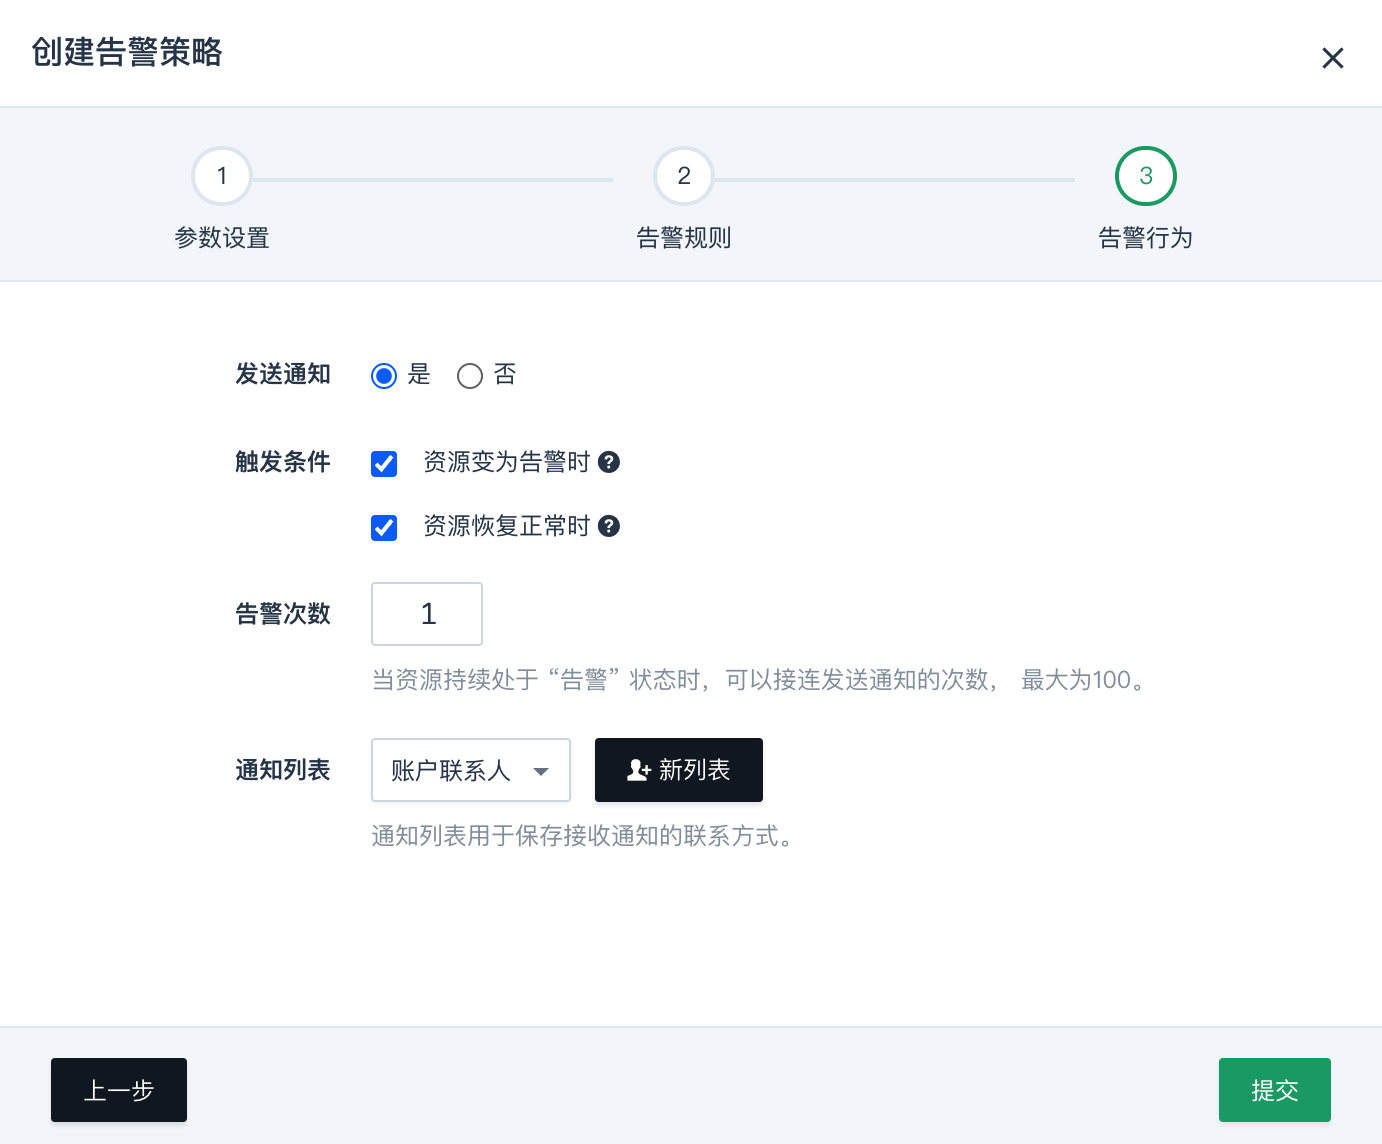 创建告警策略
1
2
3
参数设置
告警规则
告警行为
发送通知 是 否
触发条件 资源变为告警时 ?
资源恢复正常时 ?
告警次数 1
当资源持续处于 “告警” 状态时，可以接连发送通知的次数， 最大为100。
通知列表 账户联系人 新列表
通知列表用于保存接收通知的联系方式。
上一步 提交